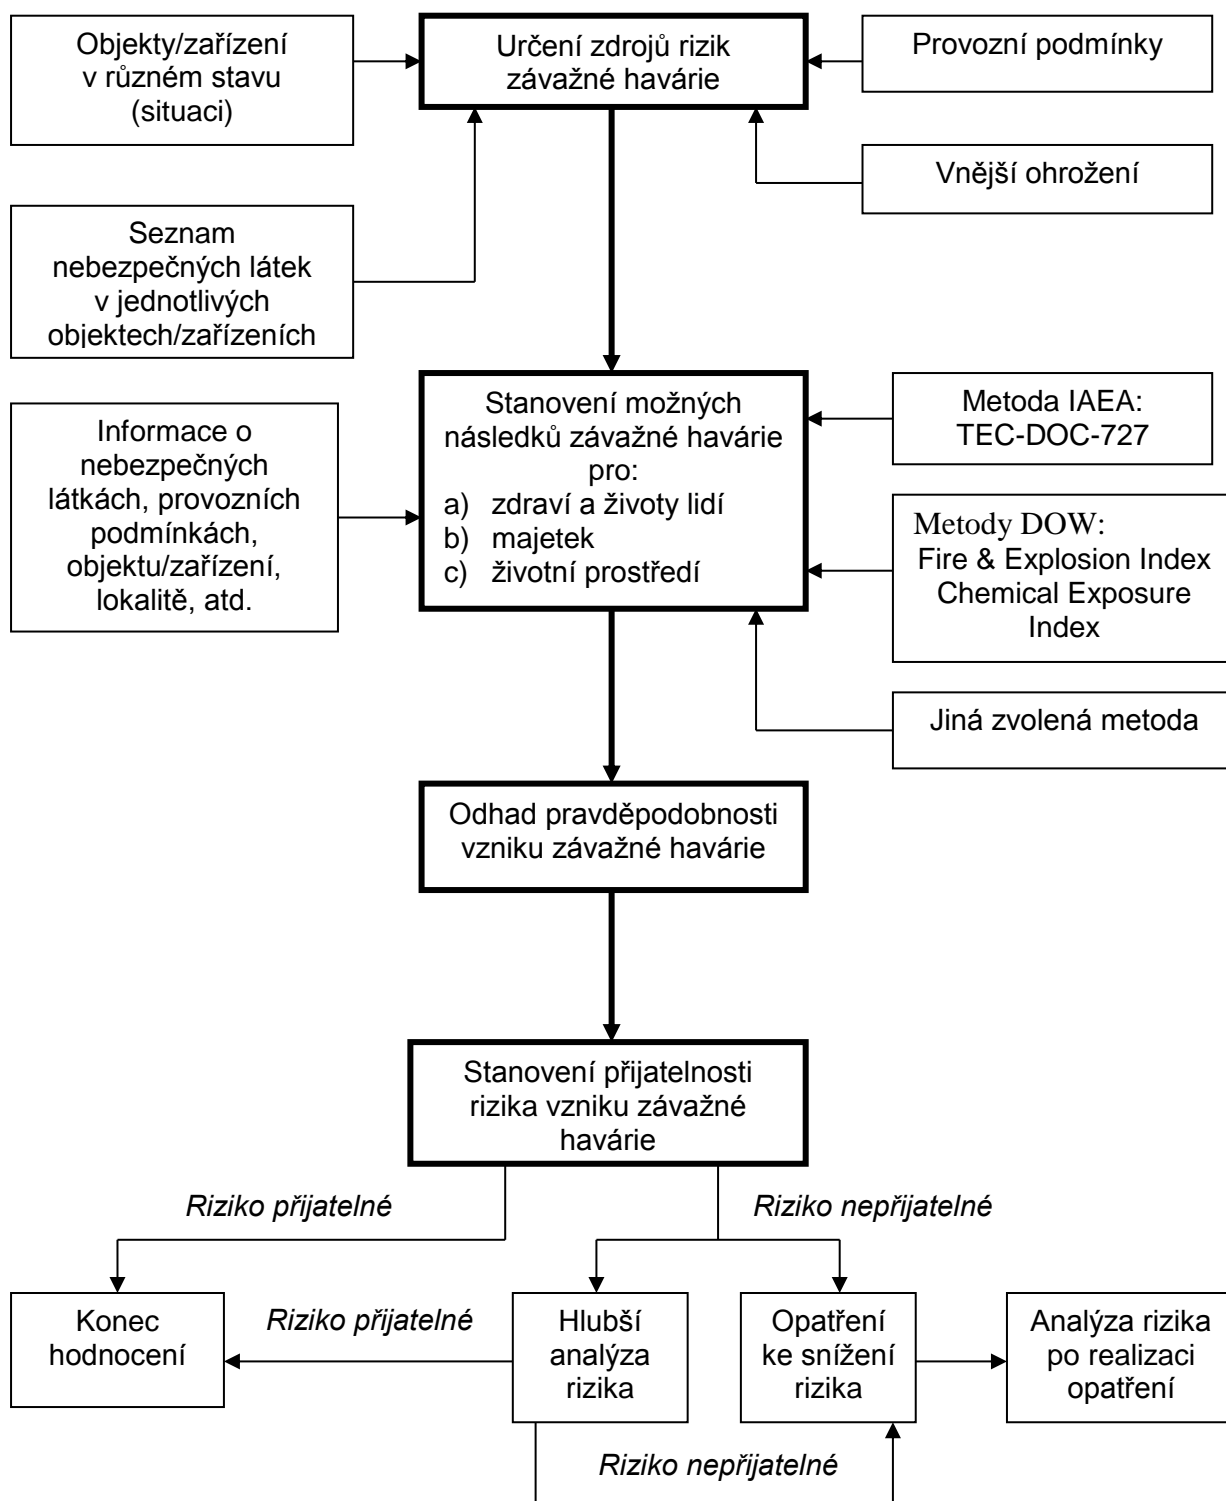 Objekty/zařízení
v různém stavu
(situaci)
Určení zdrojů rizik
závažné havárie
Provozní podmínky
Vnější ohrožení
Seznam
nebezpečných látek
v jednotlivých
objektech/zařízeních
Stanovení možných
následků závažné havárie
pro:
a) zdraví a životy lidí
b) majetek
c) životní prostředí
Informace o
nebezpečných
látkách, provozních
podmínkách,
objektu/zařízení,
lokalitě, atd.
Metoda IAEA:
TEC-DOC-727
Metody DOW:
Fire & Explosion Index
Chemical Exposure
Index
Jiná zvolená metoda
Odhad pravděpodobnosti
vzniku závažné havárie
Stanovení přijatelnosti
rizika vzniku závažné
havárie
Riziko přijatelné
Riziko nepřijatelné
Konec
hodnocení
Riziko přijatelné
Hlubší
analýza
rizika
Opatření
ke snížení
rizika
Analýza rizika
po realizaci
opatření
Riziko nepřijatelné